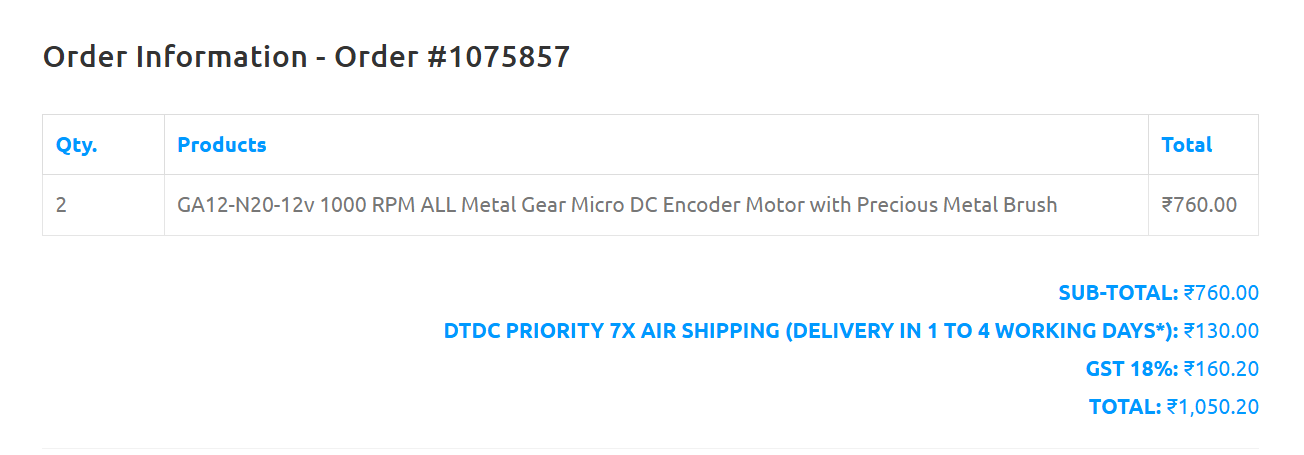 Order Information - Order #1075857
Qty. Products Total
2 GA12-N20-12v 1000 RPM ALL Metal Gear Micro DC Encoder Motor with Precious Metal Brush ₹760.00
SUB-TOTAL: ₹760.00
DTDC PRIORITY 7X AIR SHIPPING (DELIVERY IN 1 TO 4 WORKING DAYS*): ₹130.00
GST 18%: ₹160.20
TOTAL: ₹1,050.20